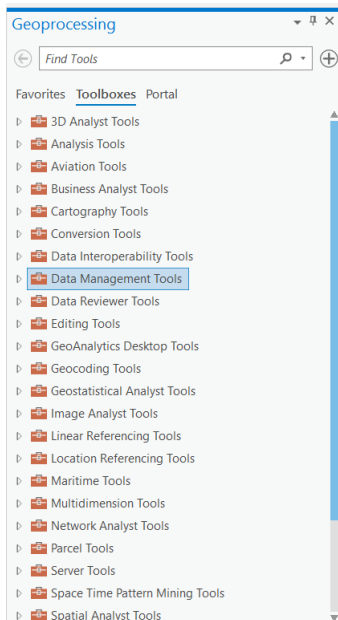 Geoprocessing
Find Tools
Favorites Toolboxes Portal
3D Analyst Tools
Analysis Tools
Aviation Tools
Business Analyst Tools
Cartography Tools
Conversion Tools
Data Interoperability Tools
Data Management Tools
Data Reviewer Tools
Editing Tools
GeoAnalytics Desktop Tools
Geocoding Tools
Geostatistical Analyst Tools
Image Analyst Tools
Linear Referencing Tools
Location Referencing Tools
Maritime Tools
Multidimension Tools
Network Analyst Tools
Parcel Tools
Server Tools
Space Time Pattern Mining Tools
Spatial Analyst Tools